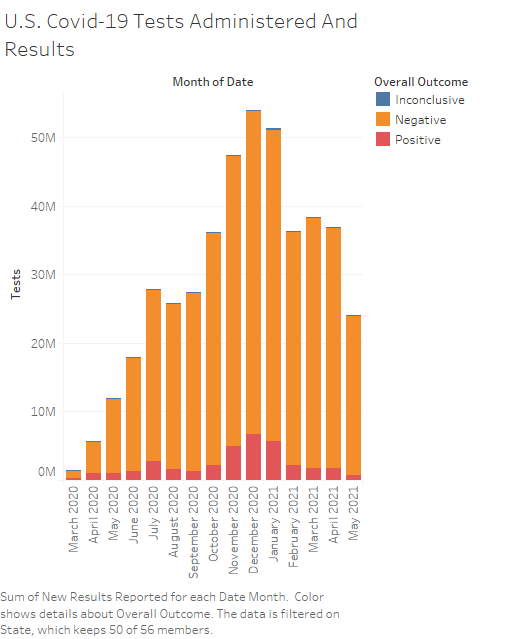 U.S. Covid-19 Tests Administered And
Results
Month of Date
Overall Outcome
Inconclusive
Negative
Positive
Tests
50M
40M
30M
20M
10M
0M
March 2020
April 2020
May 2020
June 2020
July 2020
August 2020
September 2020
October 2020
November 2020
December 2020
January 2021
February 2021
March 2021
April 2021
May 2021
Sum of New Results Reported for each Date Month.  Color
shows details about Overall Outcome. The data is filtered on
State, which keeps 50 of 56 members.